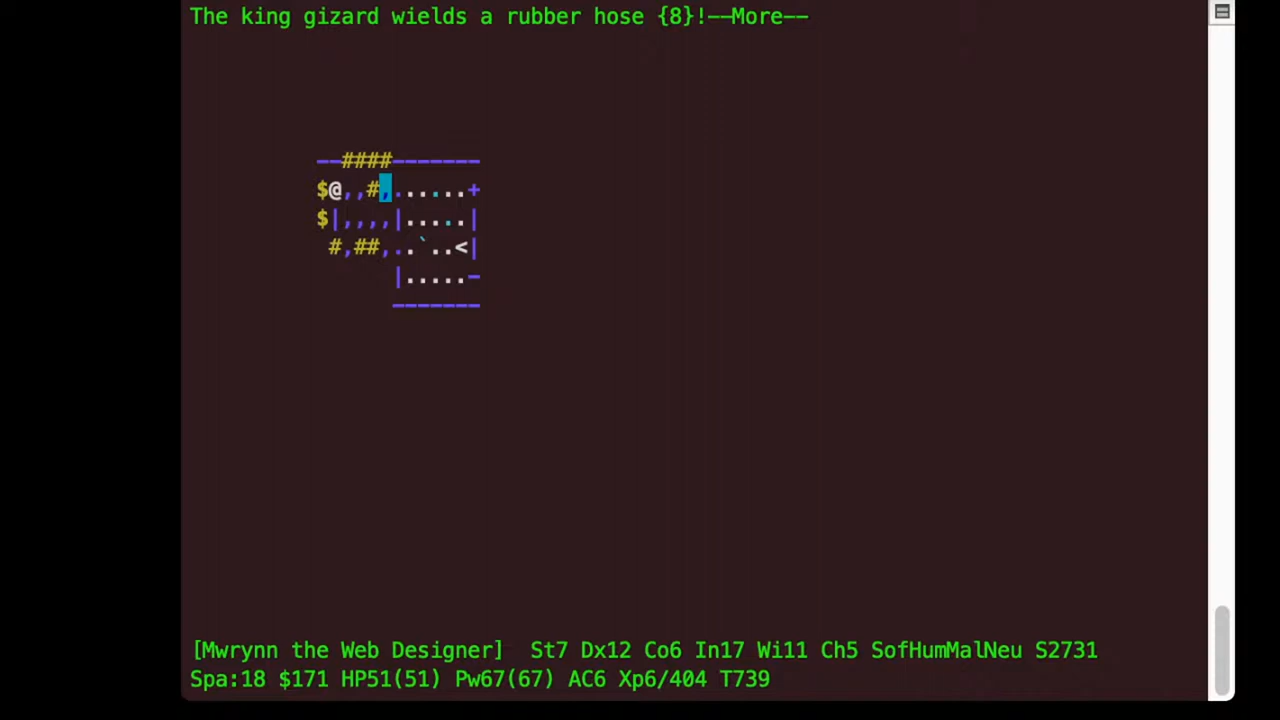 The king gizard wields a rubber hose {8}!--More--
--####-------
$@,,#,......+
$|,,,,|.....|
#,##,..`..<|
|.....-
-------
[Mwrynn the Web Designer] St7 Dx12 Co6 In17 Wi11 Ch5 SofHumMalNeu S2731
Spa:18 $171 HP51(51) Pw67(67) AC6 Xp6/404 T739